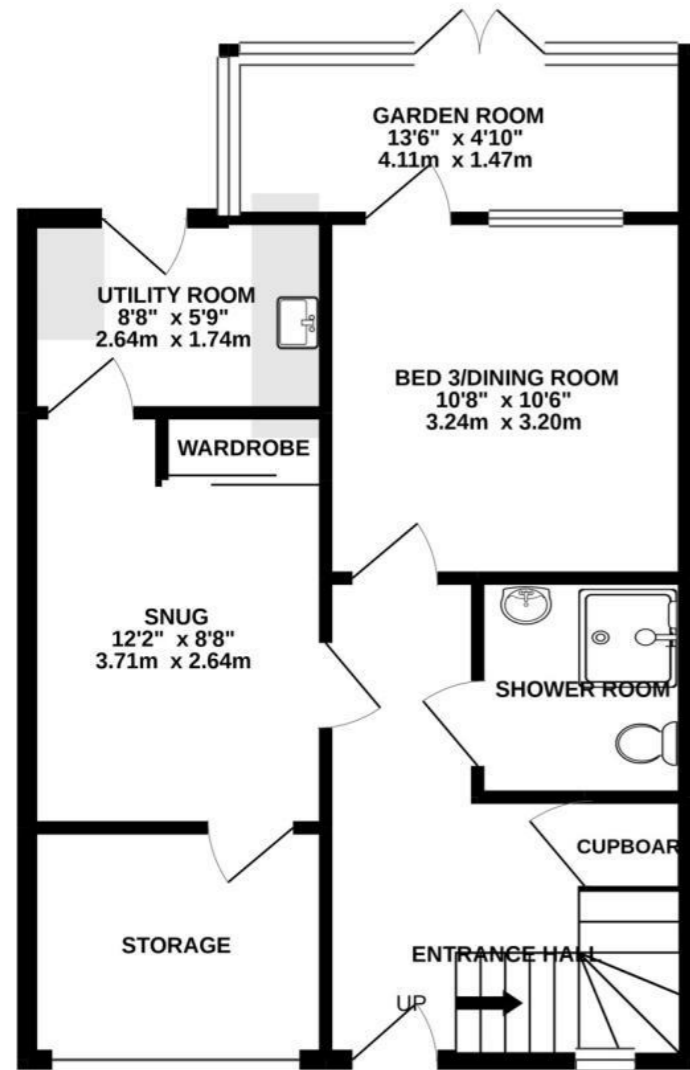 GARDEN ROOM
13'6" x 4'10"
4.11m x 1.47m
UTILITY ROOM
8'8" x 5'9"
2.64m x 1.74m
BED 3/DINING ROOM
10'8" x 10'6"
3.24m x 3.20m
WARDROBE
SNUG
12'2" x 8'8"
3.71m x 2.64m
SHOWER ROOM
CUPBOAR
STORAGE
ENTRANCE HALL
UP